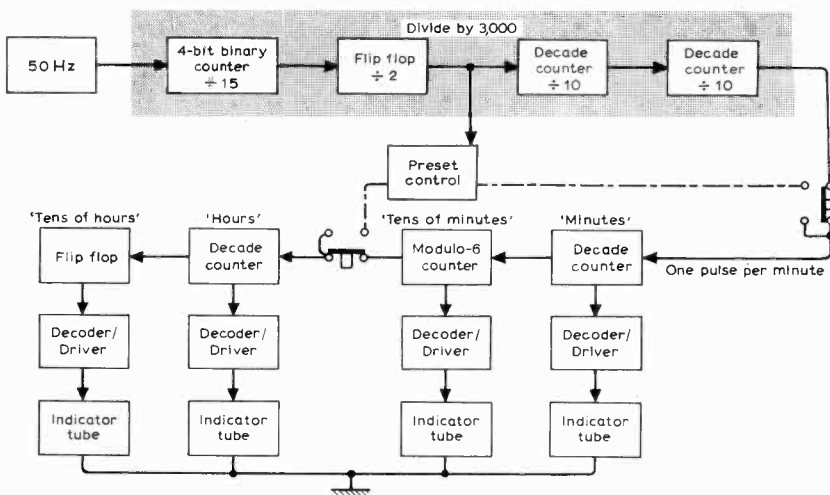 Divide by 3,000
50 Hz
4-bit binary
counter
÷ 15
Flip flop
÷ 2
Decade
counter
÷ 10
Decade
counter
÷ 10
Preset
control
'Tens of hours'
'Hours'
'Tens of minutes'
'Minutes'
Flip flop
Decade
counter
Modulo-6
counter
Decade
counter
One pulse per minute
Decoder/
Driver
Decoder/
Driver
Decoder/
Driver
Decoder/
Driver
Indicator
tube
Indicator
tube
Indicator
tube
Indicator
tube